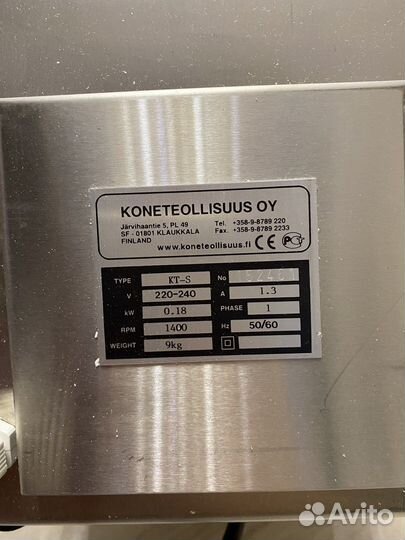 KONETEOLLISUUS OY
Järvihaantie 5, PL 49 Tel. +358-9-8789 220
SF - 01801 KLAUKKALA Fax. +358-9-8789 2233
FINLAND www.koneteollisuus.fi CE PC
TYPE KT-S No
V 220-240 A 1.3
kW 0.18 PHASE 1
RPM 1400 Hz 50/60
WEIGHT 9kg
Avito